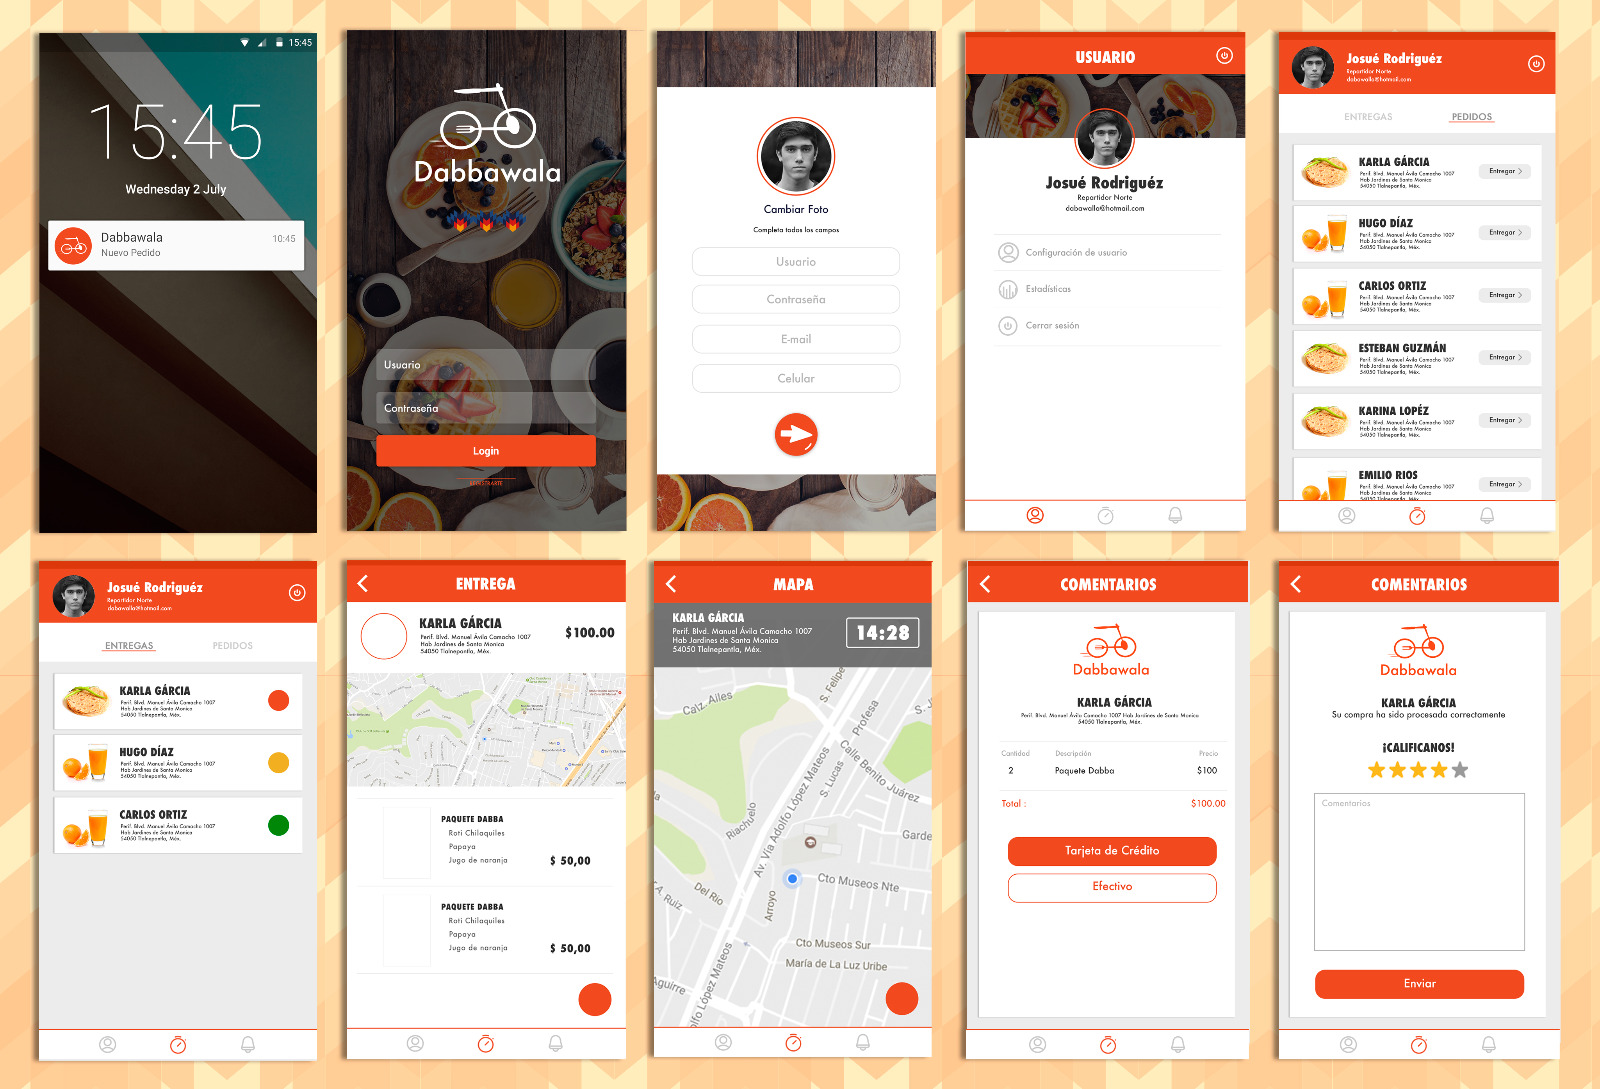 15:45
15:45
Wednesday 2 July
Dabbawala
10:45
Nuevo Pedido
Dabbawala
Usuario
Contraseña
Login
REGISTRARTE
Cambiar Foto
Completa todos los campos
Usuario
Contraseña
E-mail
Celular
USUARIO
Josué Rodriguéz
Repartidor Norte
dabawalla@hotmail.com
Configuración de usuario
Estadísticas
Cerrar sesión
Josué Rodriguéz
Repartidor Norte
dabawalla@hotmail.com
ENTREGAS
PEDIDOS
KARLA GÁRCIA
Perif. Blvd. Manuel Ávila Camacho 1007
Hab Jardines de Santa Monica
54050 Tlalnepantla, Méx.
Entregar
HUGO DÍAZ
Perif. Blvd. Manuel Ávila Camacho 1007
Hab Jardines de Santa Monica
54050 Tlalnepantla, Méx.
Entregar
CARLOS ORTIZ
Perif. Blvd. Manuel Ávila Camacho 1007
Hab Jardines de Santa Monica
54050 Tlalnepantla, Méx.
Entregar
ESTEBAN GUZMÁN
Perif. Blvd. Manuel Ávila Camacho 1007
Hab Jardines de Santa Monica
54050 Tlalnepantla, Méx.
Entregar
KARINA LOPÉZ
Perif. Blvd. Manuel Ávila Camacho 1007
Hab Jardines de Santa Monica
54050 Tlalnepantla, Méx.
Entregar
EMILIO RIOS
Perif. Blvd. Manuel Ávila Camacho 1007
Hab Jardines de Santa Monica
54050 Tlalnepantla, Méx.
Entregar
Josué Rodriguéz
Repartidor Norte
dabawalla@hotmail.com
ENTREGAS
PEDIDOS
KARLA GÁRCIA
Perif. Blvd. Manuel Ávila Camacho 1007
Hab Jardines de Santa Monica
54050 Tlalnepantla, Méx.
HUGO DÍAZ
Perif. Blvd. Manuel Ávila Camacho 1007
Hab Jardines de Santa Monica
54050 Tlalnepantla, Méx.
CARLOS ORTIZ
Perif. Blvd. Manuel Ávila Camacho 1007
Hab Jardines de Santa Monica
54050 Tlalnepantla, Méx.
ENTREGA
KARLA GÁRCIA
Perif. Blvd. Manuel Ávila Camacho 1007
Hab Jardines de Santa Monica
54050 Tlalnepantla, Méx.
$100.00
PAQUETE DABBA
Roti Chilaquiles
Papaya
Jugo de naranja
$ 50,00
PAQUETE DABBA
Roti Chilaquiles
Papaya
Jugo de naranja
$ 50,00
MAPA
KARLA GÁRCIA
Perif. Blvd. Manuel Ávila Camacho 1007
Hab Jardines de Santa Monica
54050 Tlalnepantla, Méx.
14:28
Calz Ailes
S. Felipe
S. J
Profesa
Calle Benito Juárez
S. Lucas
Riachuelo
Av. Vía Adolfo López Mateos
Garde
Cto Museos Nte
Del Río
A. Ruiz
Arroyo
Cto Museos Sur
María de La Luz Uribe
Aguirre
Adolfo López Mateos
COMENTARIOS
Dabbawala
KARLA GÁRCIA
Perif. Blvd. Manuel Ávila Camacho 1007 Hab Jardines de Santa Monica
54050 Tlalnepantla, Méx.
Cantidad
Descripción
Precio
2
Paquete Dabba
$100
Total :
$100.00
Tarjeta de Crédito
Efectivo
COMENTARIOS
Dabbawala
KARLA GÁRCIA
Su compra ha sido procesada correctamente
¡CALIFICANOS!
Comentarios
Enviar